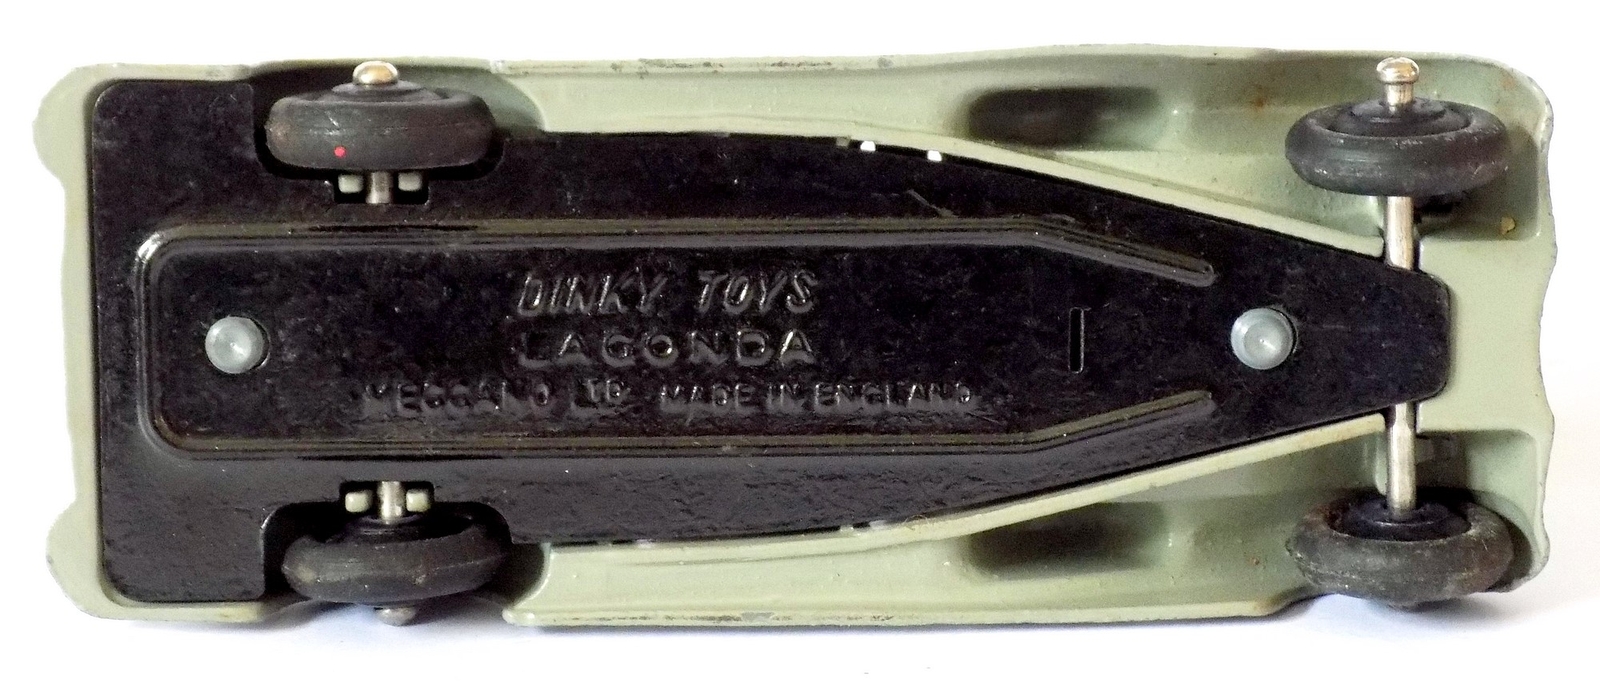 DINKY TOYS
LAGONDA
MECCANO LTD MADE IN ENGLAND